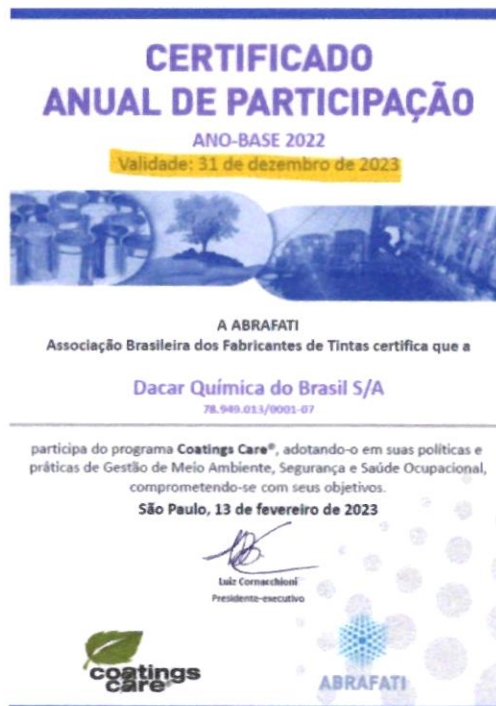 CERTIFICADO
ANUAL DE PARTICIPAÇÃO
ANO-BASE 2022
Validade: 31 de dezembro de 2023
A ABRAFATI
Associação Brasileira dos Fabricantes de Tintas certifica que a
Dacar Química do Brasil S/A
78.949.013/0001-07
participa do programa Coatings Care®, adotando-o em suas políticas e
práticas de Gestão de Meio Ambiente, Segurança e Saúde Ocupacional,
comprometendo-se com seus objetivos.
São Paulo, 13 de fevereiro de 2023
Luiz Cornacchioni
Presidente-executivo
coatings
care
ABRAFATI